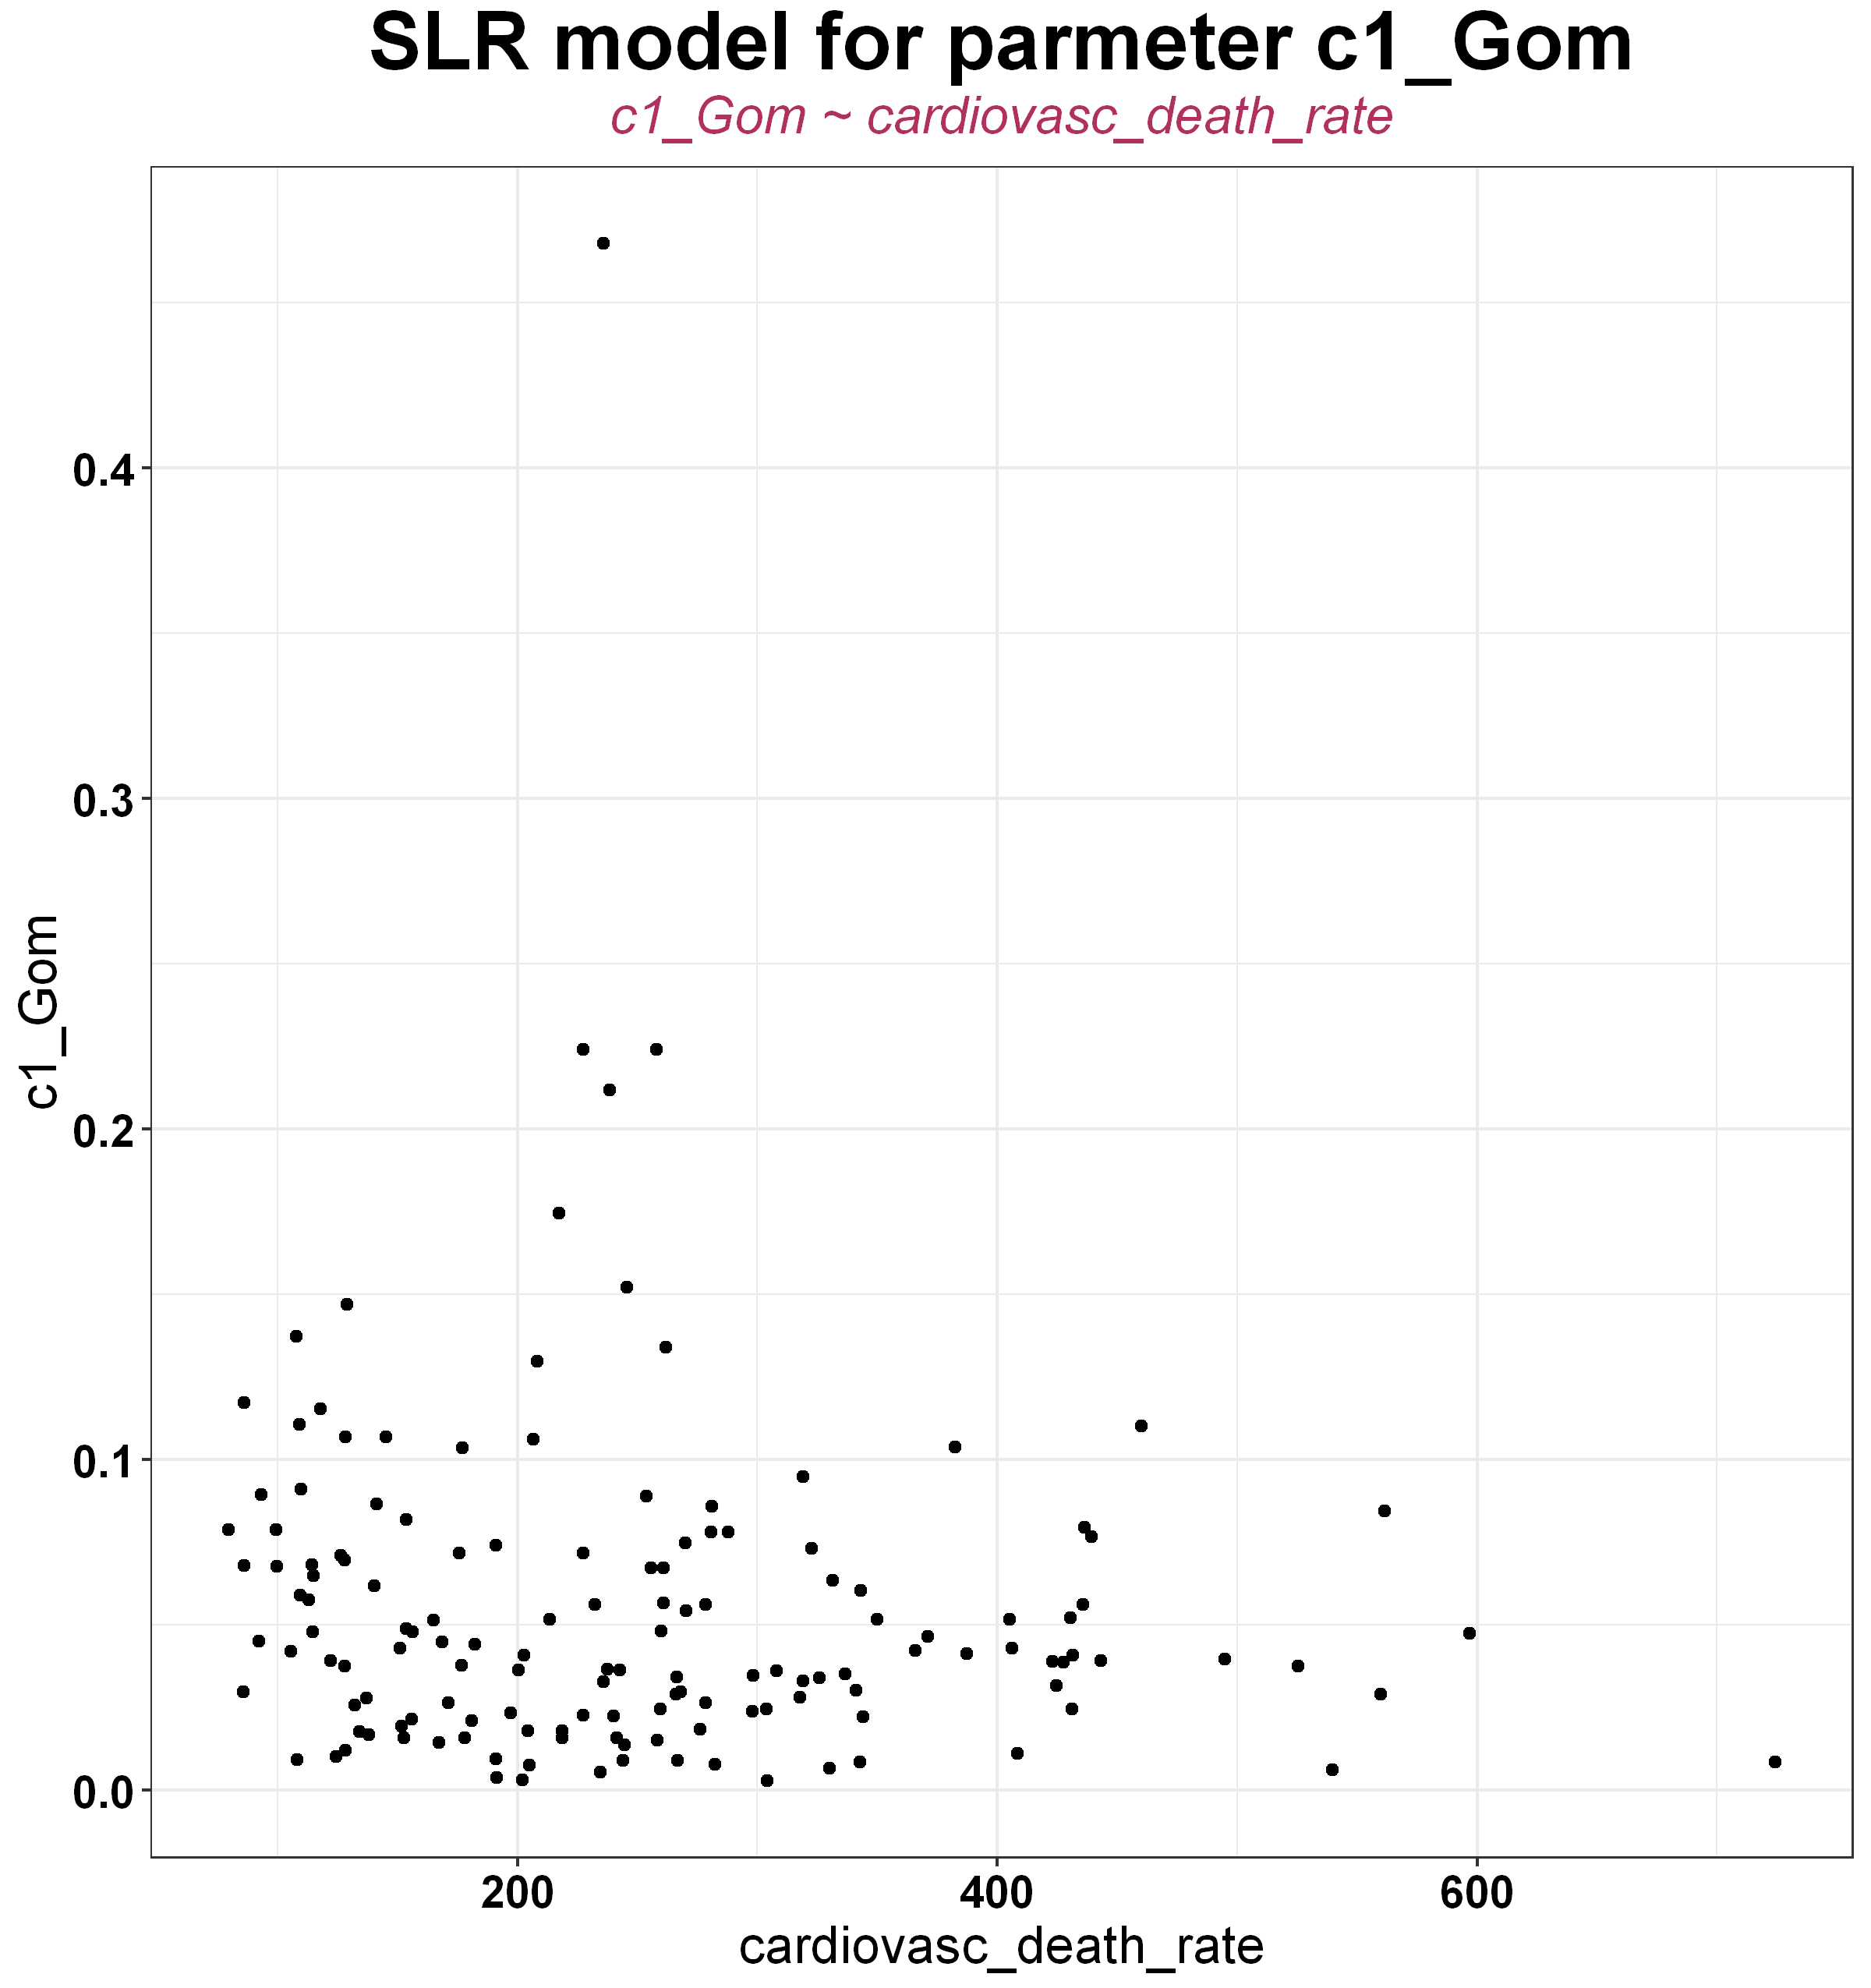 SLR model for parmeter c1_Gom
c1_Gom ~ cardiovasc_death_rate
c1_Gom
0.4
0.3
0.2
0.1
0.0
200
400
600
cardiovasc_death_rate